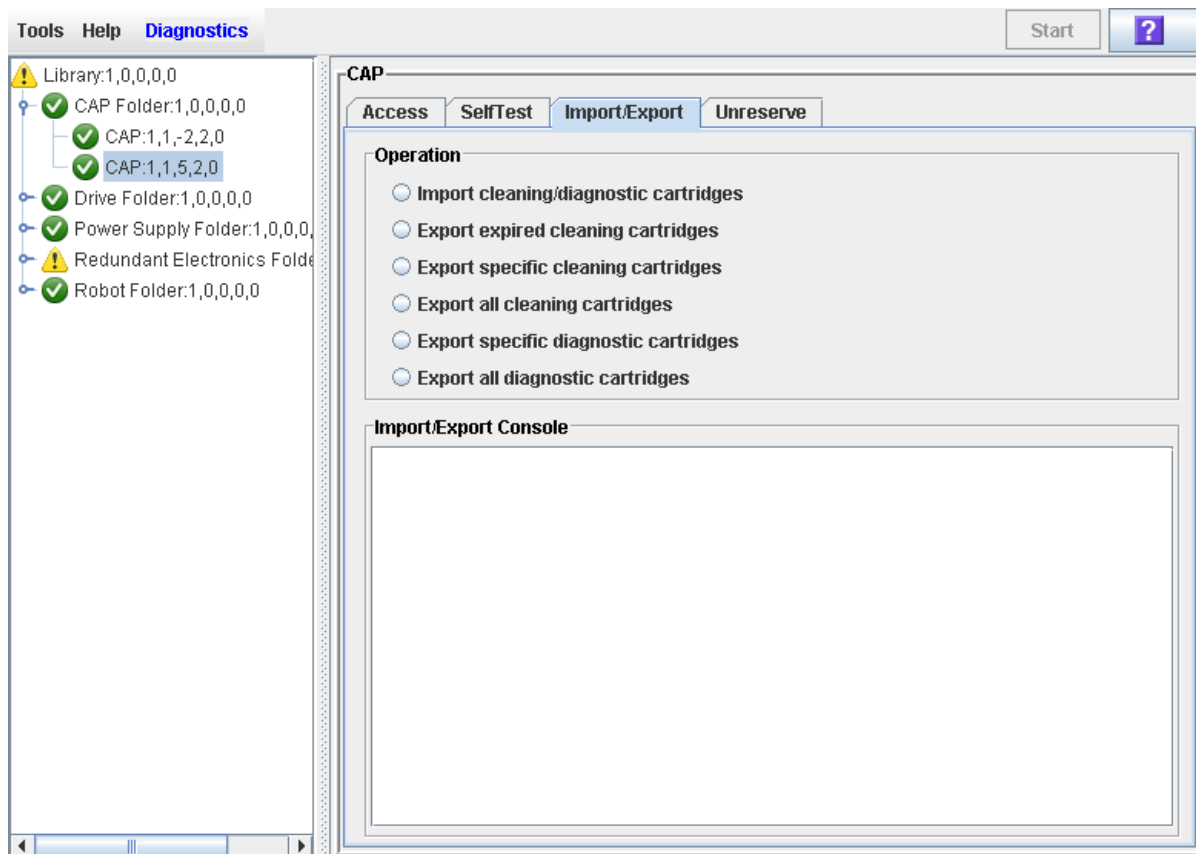 Tools Help Diagnostics
Start
?
Library:1,0,0,0,0
CAP Folder:1,0,0,0,0
CAP:1,1,-2,2,0
CAP:1,1,5,2,0
Drive Folder:1,0,0,0,0
Power Supply Folder:1,0,0,0,
Redundant Electronics Folde
Robot Folder:1,0,0,0,0
CAP
Access SelfTest Import/Export Unreserve
Operation
Import cleaning/diagnostic cartridges
Export expired cleaning cartridges
Export specific cleaning cartridges
Export all cleaning cartridges
Export specific diagnostic cartridges
Export all diagnostic cartridges
Import/Export Console